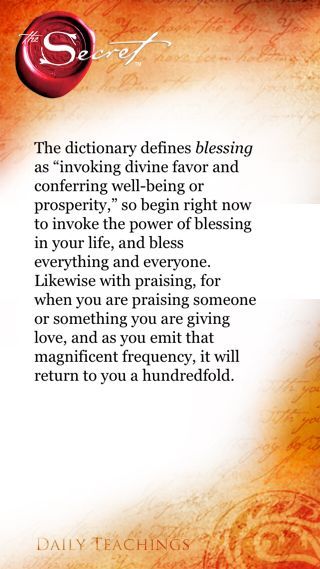 the Secret™
The dictionary defines blessing
as “invoking divine favor and
conferring well-being or
prosperity,” so begin right now
to invoke the power of blessing
in your life, and bless
everything and everyone.
Likewise with praising, for
when you are praising someone
or something you are giving
love, and as you emit that
magnificent frequency, it will
return to you a hundredfold.
DAILY TEACHINGS